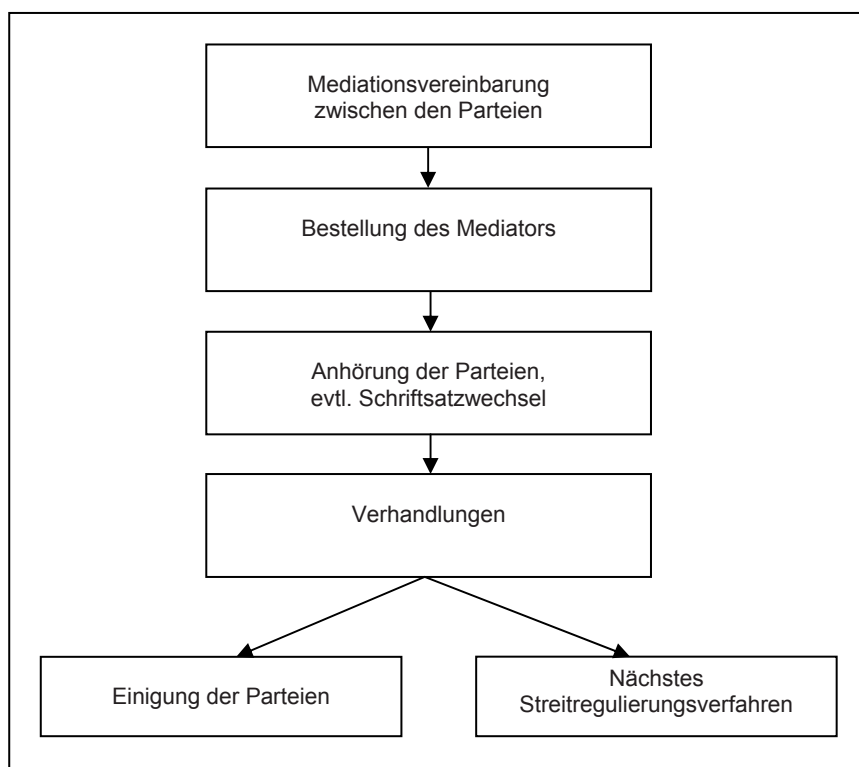 Mediationsvereinbarung
zwischen den Parteien
Bestellung des Mediators
Anhörung der Parteien,
evtl. Schriftsatzwechsel
Verhandlungen
Einigung der Parteien
Nächstes
Streitregulierungsverfahren